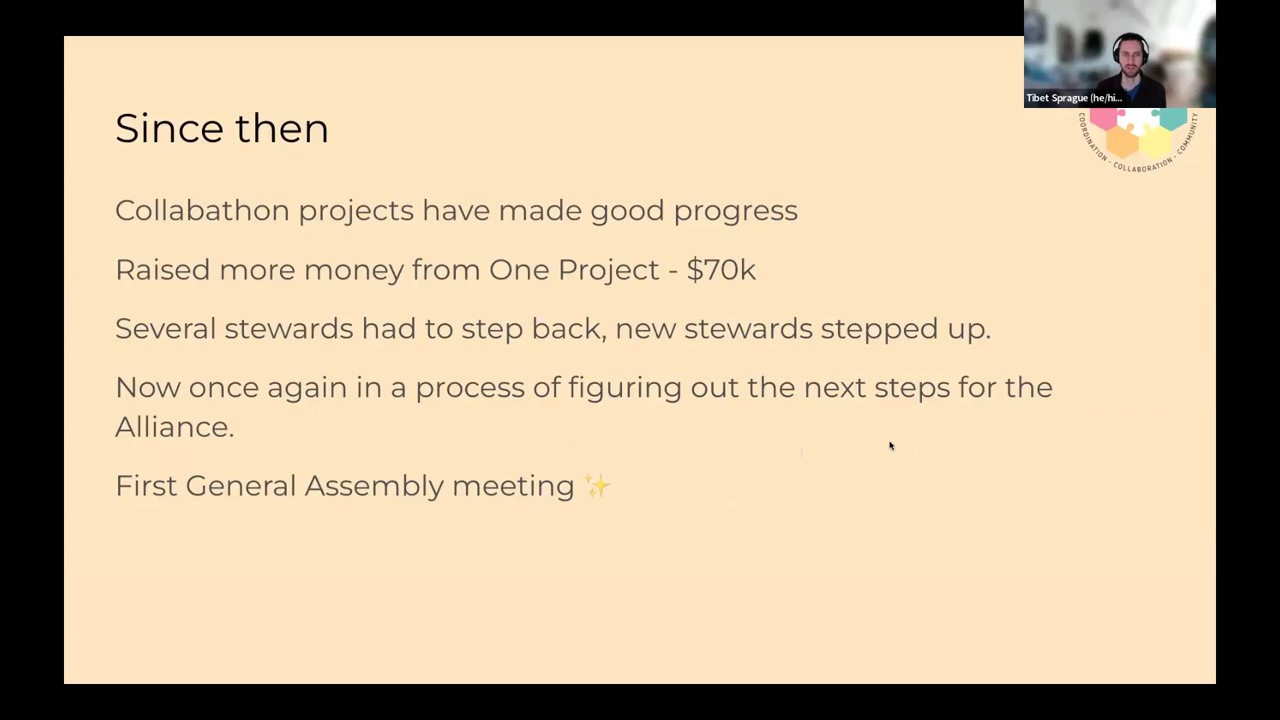 Tibet Sprague (he/hi...
COORDINATION - COLLABORATION - COMMUNITY
Since then
Collabathon projects have made good progress
Raised more money from One Project - $70k
Several stewards had to step back, new stewards stepped up.
Now once again in a process of figuring out the next steps for the
Alliance.
First General Assembly meeting ✨